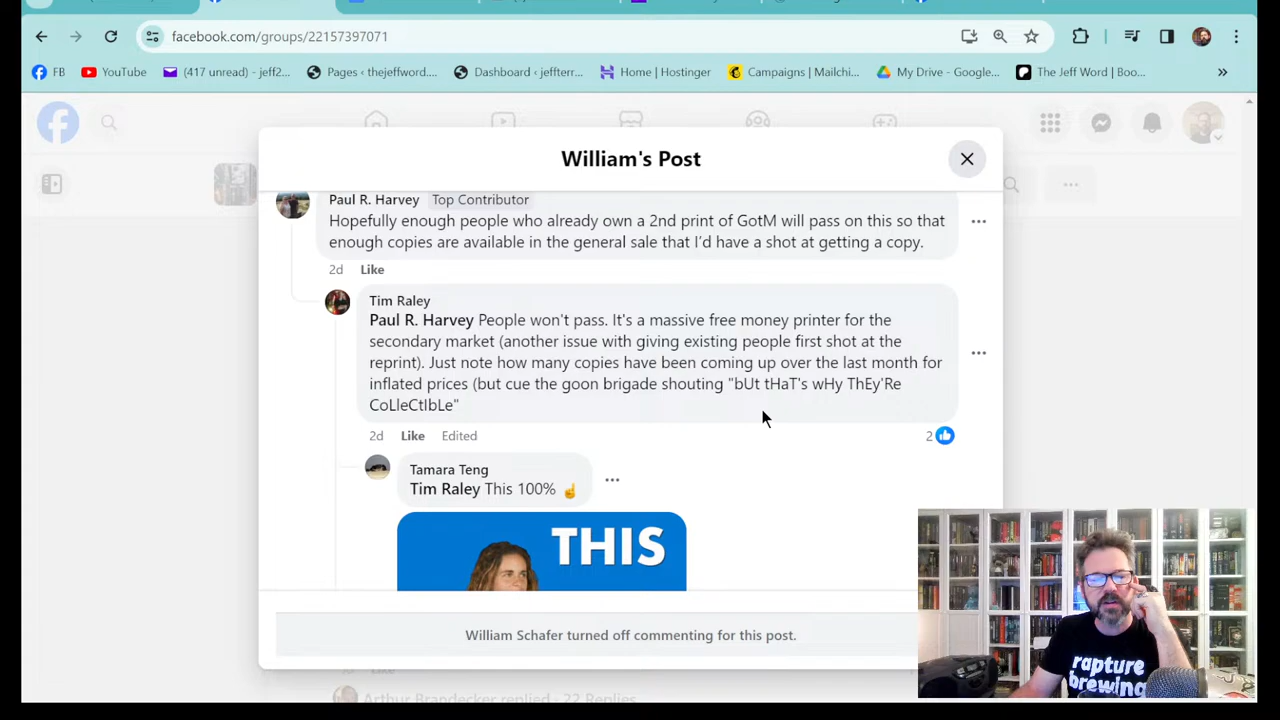 facebook.com/groups/22157397071
FB
YouTube
(417 unread) - jeff2...
Pages ‹ thejeffword....
Dashboard ‹ jeffterr...
Home | Hostinger
Campaigns | Mailchi...
My Drive - Google...
The Jeff Word | Boo...
William's Post
Paul R. Harvey Top Contributor
Hopefully enough people who already own a 2nd print of GotM will pass on this so that
enough copies are available in the general sale that I'd have a shot at getting a copy.
2d Like
Tim Raley
Paul R. Harvey People won't pass. It's a massive free money printer for the
secondary market (another issue with giving existing people first shot at the
reprint). Just note how many copies have been coming up over the last month for
inflated prices (but cue the goon brigade shouting "bUt tHaT's wHy ThEy'Re
CoLleCtIbLe"
2d Like Edited
2
Tamara Teng
Tim Raley This 100% ☝️
THIS
William Schafer turned off commenting for this post.
Arthur Brandecker replied · 22 Replies
rapture
brewing